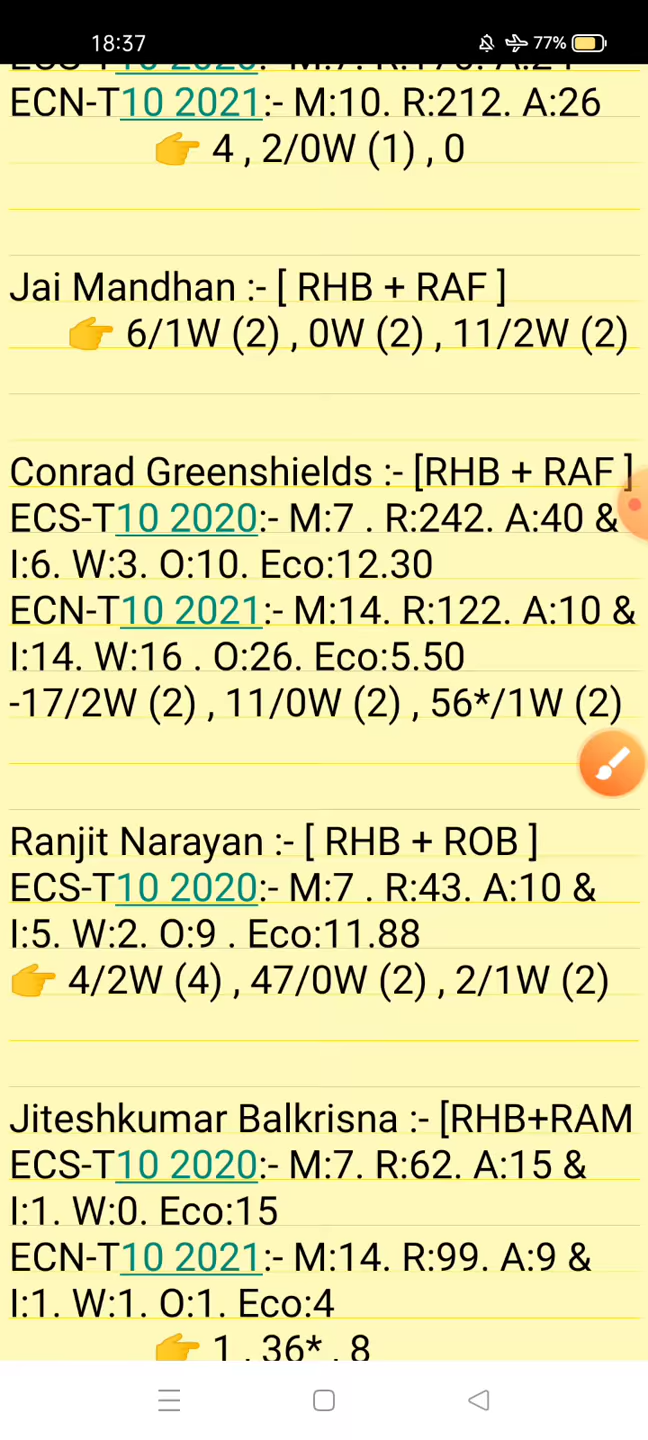 18:37
77%
ECN-T10 2021:- M:10. R:212. A:26
👉 4 , 2/0W (1) , 0
Jai Mandhan :- [ RHB + RAF ]
👉 6/1W (2) , 0W (2) , 11/2W (2)
Conrad Greenshields :- [RHB + RAF ]
ECS-T10 2020:- M:7 . R:242. A:40 &
I:6. W:3. O:10. Eco:12.30
ECN-T10 2021:- M:14. R:122. A:10 &
I:14. W:16 . O:26. Eco:5.50
-17/2W (2) , 11/0W (2) , 56*/1W (2)
Ranjit Narayan :- [ RHB + ROB ]
ECS-T10 2020:- M:7 . R:43. A:10 &
I:5. W:2. O:9 . Eco:11.88
👉 4/2W (4) , 47/0W (2) , 2/1W (2)
Jiteshkumar Balkrisna :- [RHB+RAM
ECS-T10 2020:- M:7. R:62. A:15 &
I:1. W:0. Eco:15
ECN-T10 2021:- M:14. R:99. A:9 &
I:1. W:1. O:1. Eco:4
👉 1 , 36* , 8